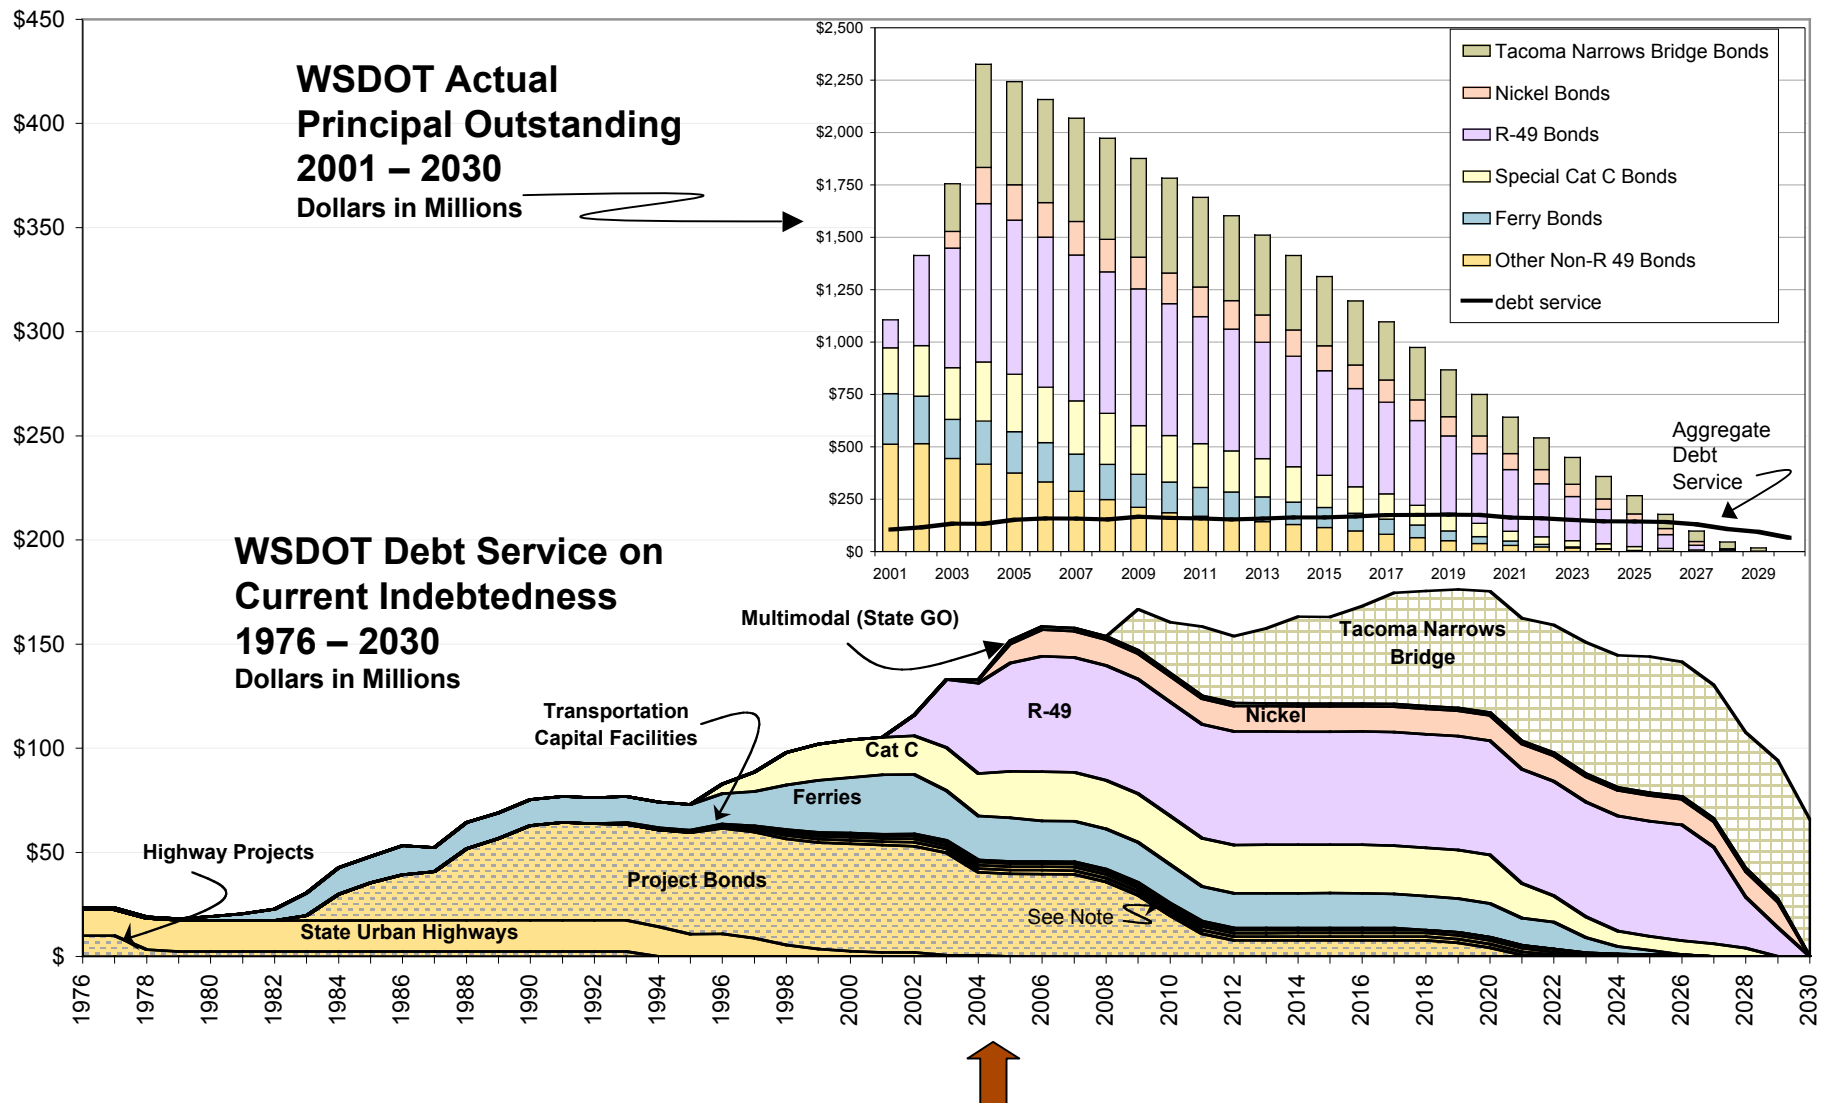 $450
$400
$350
$300
$250
$200
$150
$100
$50
$
WSDOT Actual
Principal Outstanding
2001 – 2030
Dollars in Millions
$2,500
$2,250
$2,000
$1,750
$1,500
$1,250
$1,000
$750
$500
$250
$0
2001 2003 2005 2007 2009 2011 2013 2015 2017 2019 2021 2023 2025 2027 2029
Tacoma Narrows Bridge Bonds
Nickel Bonds
R-49 Bonds
Special Cat C Bonds
Ferry Bonds
Other Non-R 49 Bonds
debt service
Aggregate
Debt
Service
WSDOT Debt Service on
Current Indebtedness
1976 – 2030
Dollars in Millions
Multimodal (State GO)
Tacoma Narrows
Bridge
Transportation
Capital Facilities
R-49
Nickel
Cat C
Ferries
Highway Projects
Project Bonds
See Note
State Urban Highways
1976 1978 1980 1982 1984 1986 1988 1990 1992 1994 1996 1998 2000 2002 2004 2006 2008 2010 2012 2014 2016 2018 2020 2022 2024 2026 2028 2030